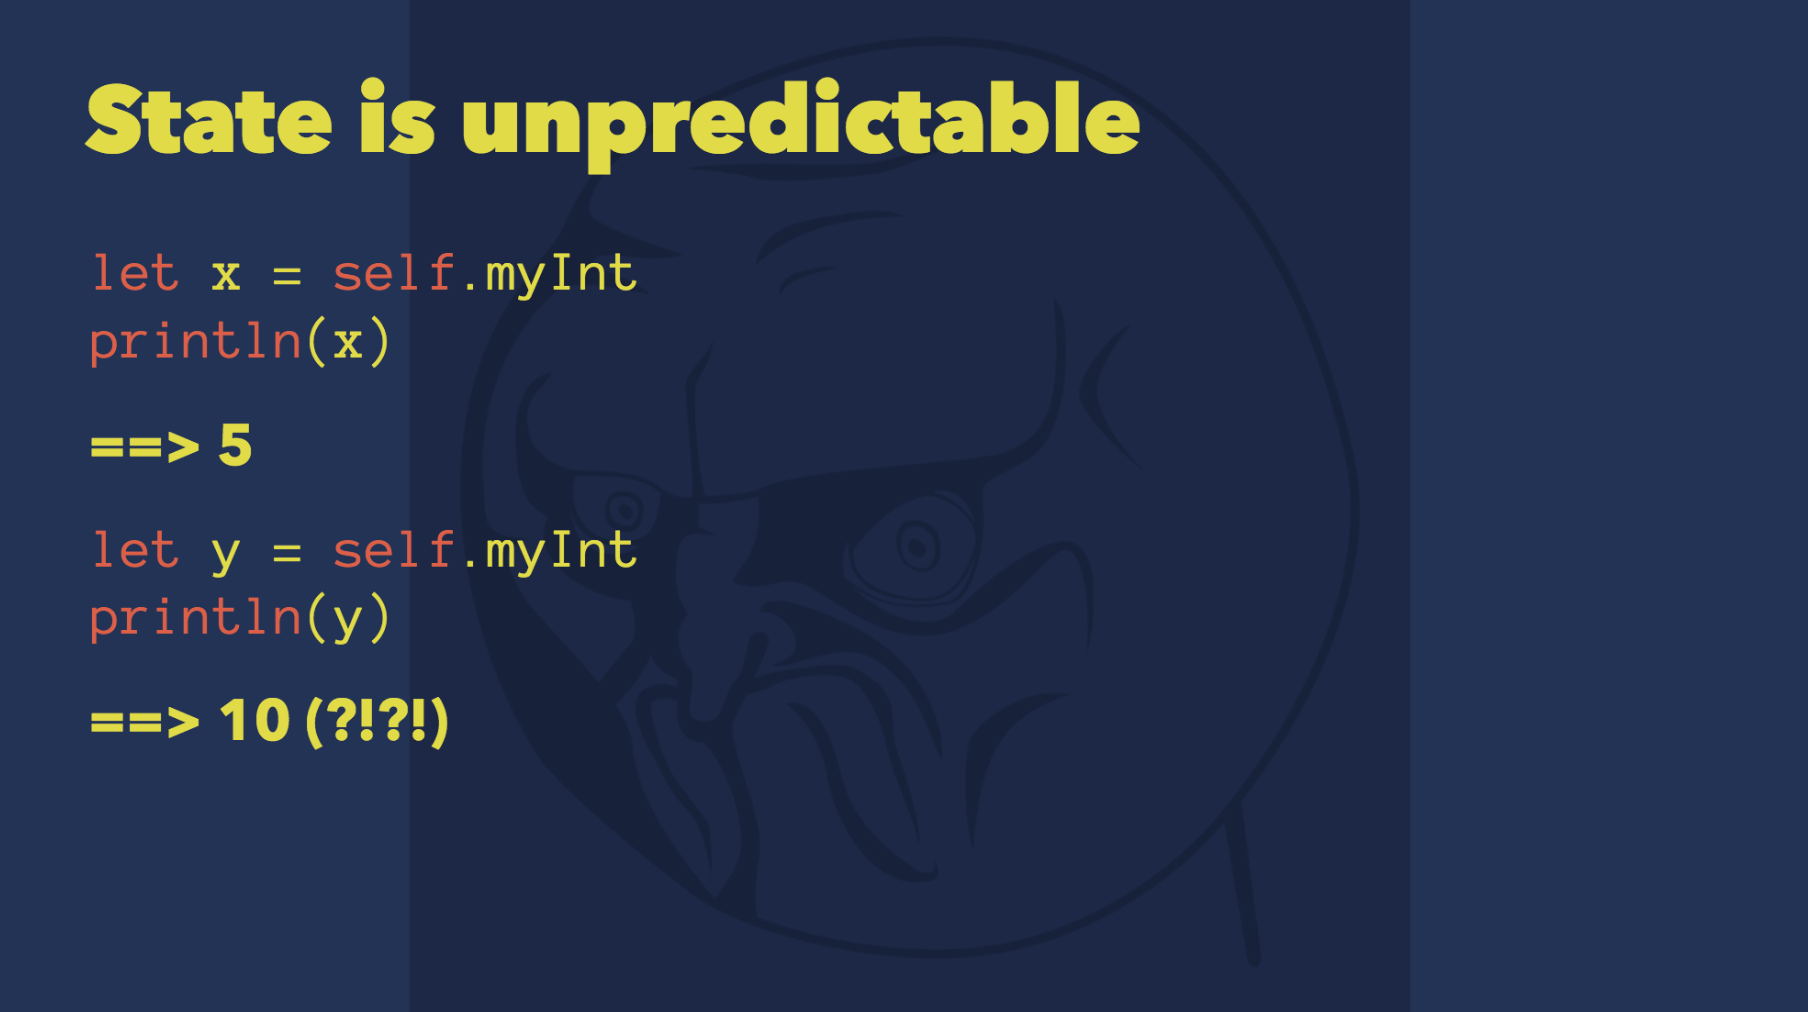 State is unpredictable
let x = self.myInt
println(x)
==> 5
let y = self.myInt
println(y)
==> 10 (?!?!)